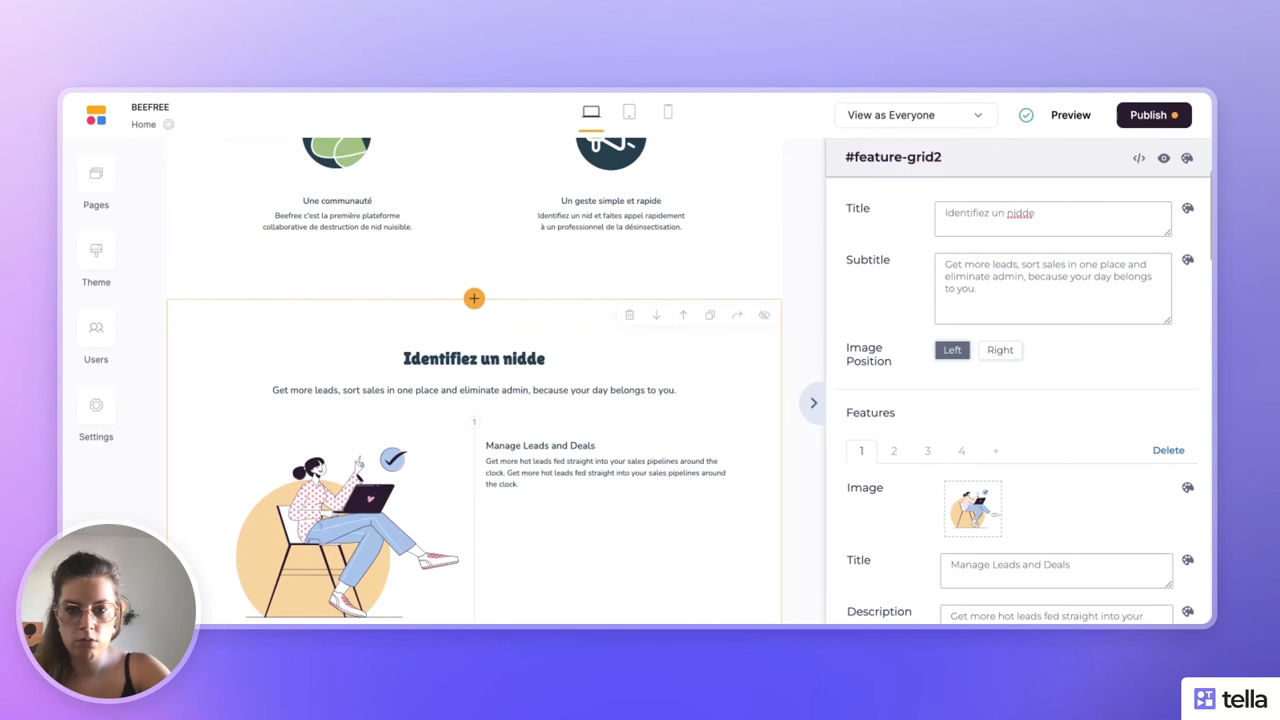 BEEFREE
Home
View as Everyone
Preview
Publish
Pages
Theme
Users
Settings
Une communauté
Beefree c'est la première plateforme
collaborative de destruction de nid nuisible.
Un geste simple et rapide
Identifiez un nid et faites appel rapidement
à un professionnel de la désinsectisation.
Identifiez un nidde
Get more leads, sort sales in one place and eliminate admin, because your day belongs to you.
1
Manage Leads and Deals
Get more hot leads fed straight into your sales pipelines around the
clock. Get more hot leads fed straight into your sales pipelines around
the clock.
#feature-grid2
Title
Identifiez un nidde
Subtitle
Get more leads, sort sales in one place and
eliminate admin, because your day belongs
to you.
Image
Position
Left
Right
Features
1
2
3
4
+
Delete
Image
Title
Manage Leads and Deals
Description
Get more hot leads fed straight into your
tella